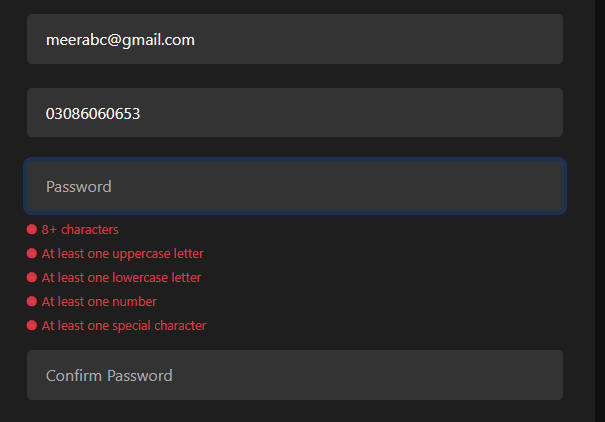 meerabc@gmail.com
03086060653
Password
8+ characters
At least one uppercase letter
At least one lowercase letter
At least one number
At least one special character
Confirm Password